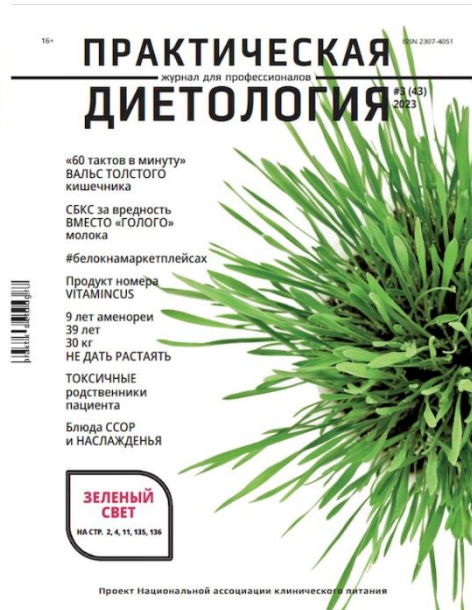 16+
ISSN 2307-4051
ПРАКТИЧЕСКАЯ
журнал для профессионалов
ДИЕТОЛОГИЯ
#3 (43)
2023
«60 тактов в минуту»
ВАЛЬС ТОЛСТОГО
кишечника
СБКС за вредность
ВМЕСТО «ГОЛОГО»
молока
#белокнамаркетплейсах
Продукт номера
VITAMINCUS
9 лет аменореи
39 лет
30 кг
НЕ ДАТЬ РАСТАЯТЬ
ТОКСИЧНЫЕ
родственники
пациента
Блюда ССОР
и НАСЛАЖДЕНЬЯ
ЗЕЛЕНЫЙ
СВЕТ
НА СТР. 2, 4, 11, 135, 136
Проект Национальной ассоциации клинического питания